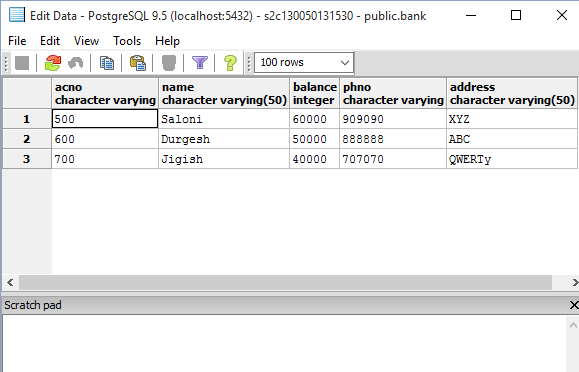 Edit Data - PostgreSQL 9.5 (localhost:5432) - s2c130050131530 - public.bank
File Edit View Tools Help
100 rows
acno name balance phno address
character varying character varying(50) integer character varying character varying(50)
1 500 Saloni 60000 909090 XYZ
2 600 Durgesh 50000 888888 ABC
3 700 Jigish 40000 707070 QWERTy
Scratch pad